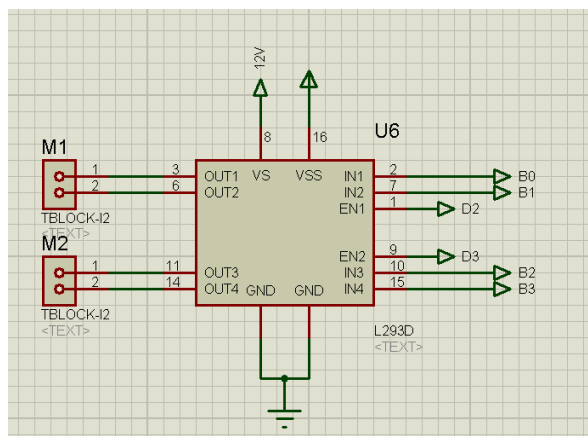 12V
8
16
U6
M1
1 3 OUT1 VS VSS IN1 2 B0
2 6 OUT2 IN2 7 B1
EN1 1 D2
TBLOCK-I2
<TEXT>
M2
EN2 9 D3
1 11 OUT3 IN3 10 B2
2 14 OUT4 GND GND IN4 15 B3
TBLOCK-I2
<TEXT>
L293D
<TEXT>